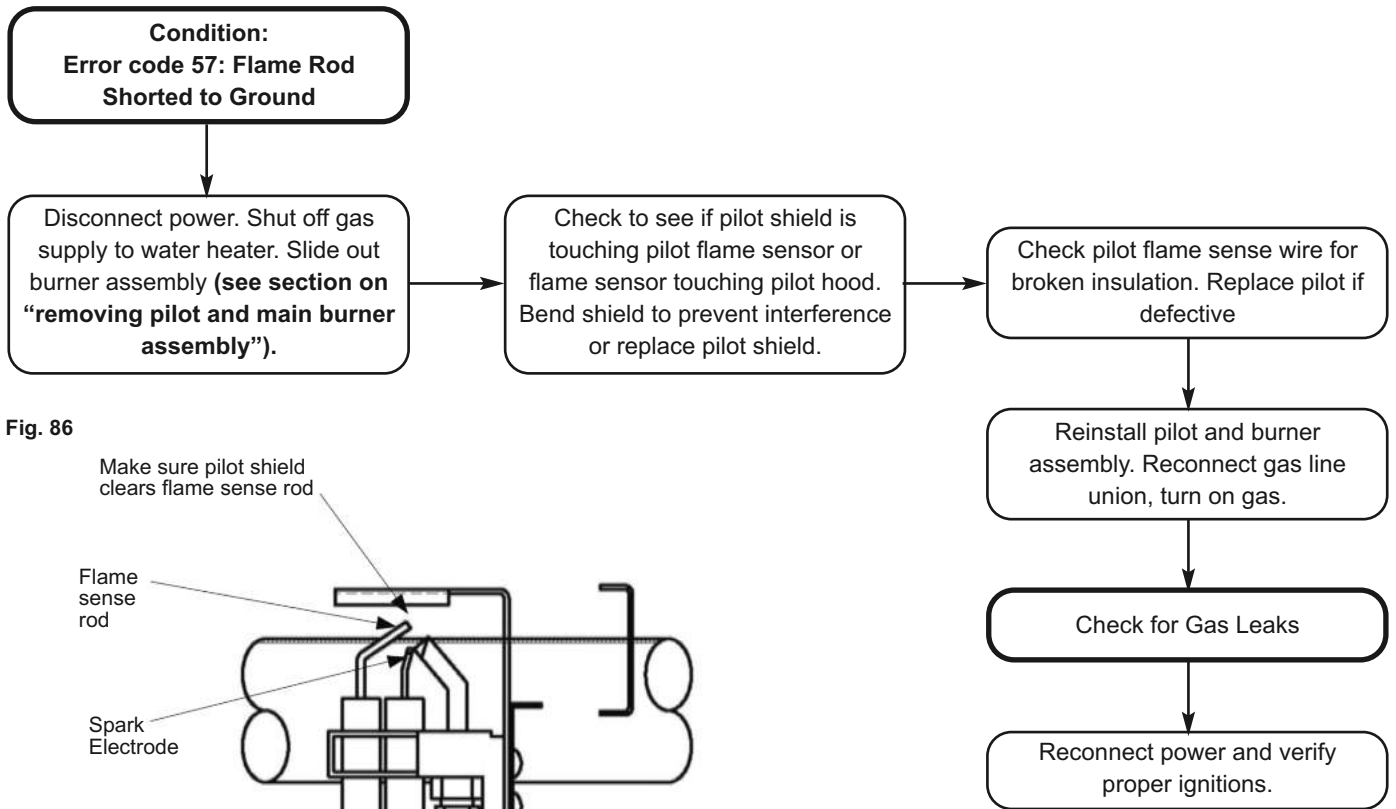 Condition:
Error code 57: Flame Rod
Shorted to Ground
Disconnect power. Shut off gas
supply to water heater. Slide out
burner assembly (see section on
“removing pilot and main burner
assembly”).
Check to see if pilot shield is
touching pilot flame sensor or
flame sensor touching pilot hood.
Bend shield to prevent interference
or replace pilot shield.
Check pilot flame sense wire for
broken insulation. Replace pilot if
defective
Reinstall pilot and burner
assembly. Reconnect gas line
union, turn on gas.
Check for Gas Leaks
Reconnect power and verify
proper ignitions.
Fig. 86
Make sure pilot shield
clears flame sense rod
Flame
sense
rod
Spark
Electrode